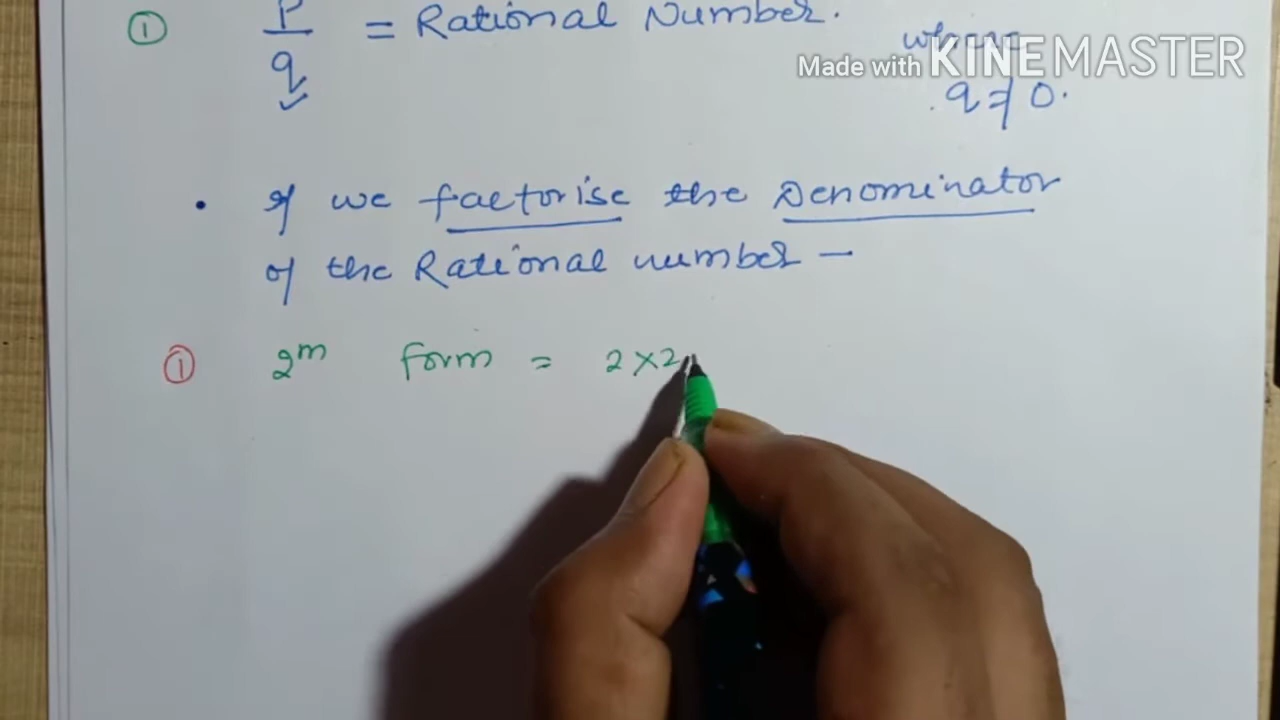 ① P/q = Rational Number. where
Made with KINEMASTER
q ≠ 0.
• If we factorise the Denominator
of the Rational number —
① 2^m form = 2 × 2